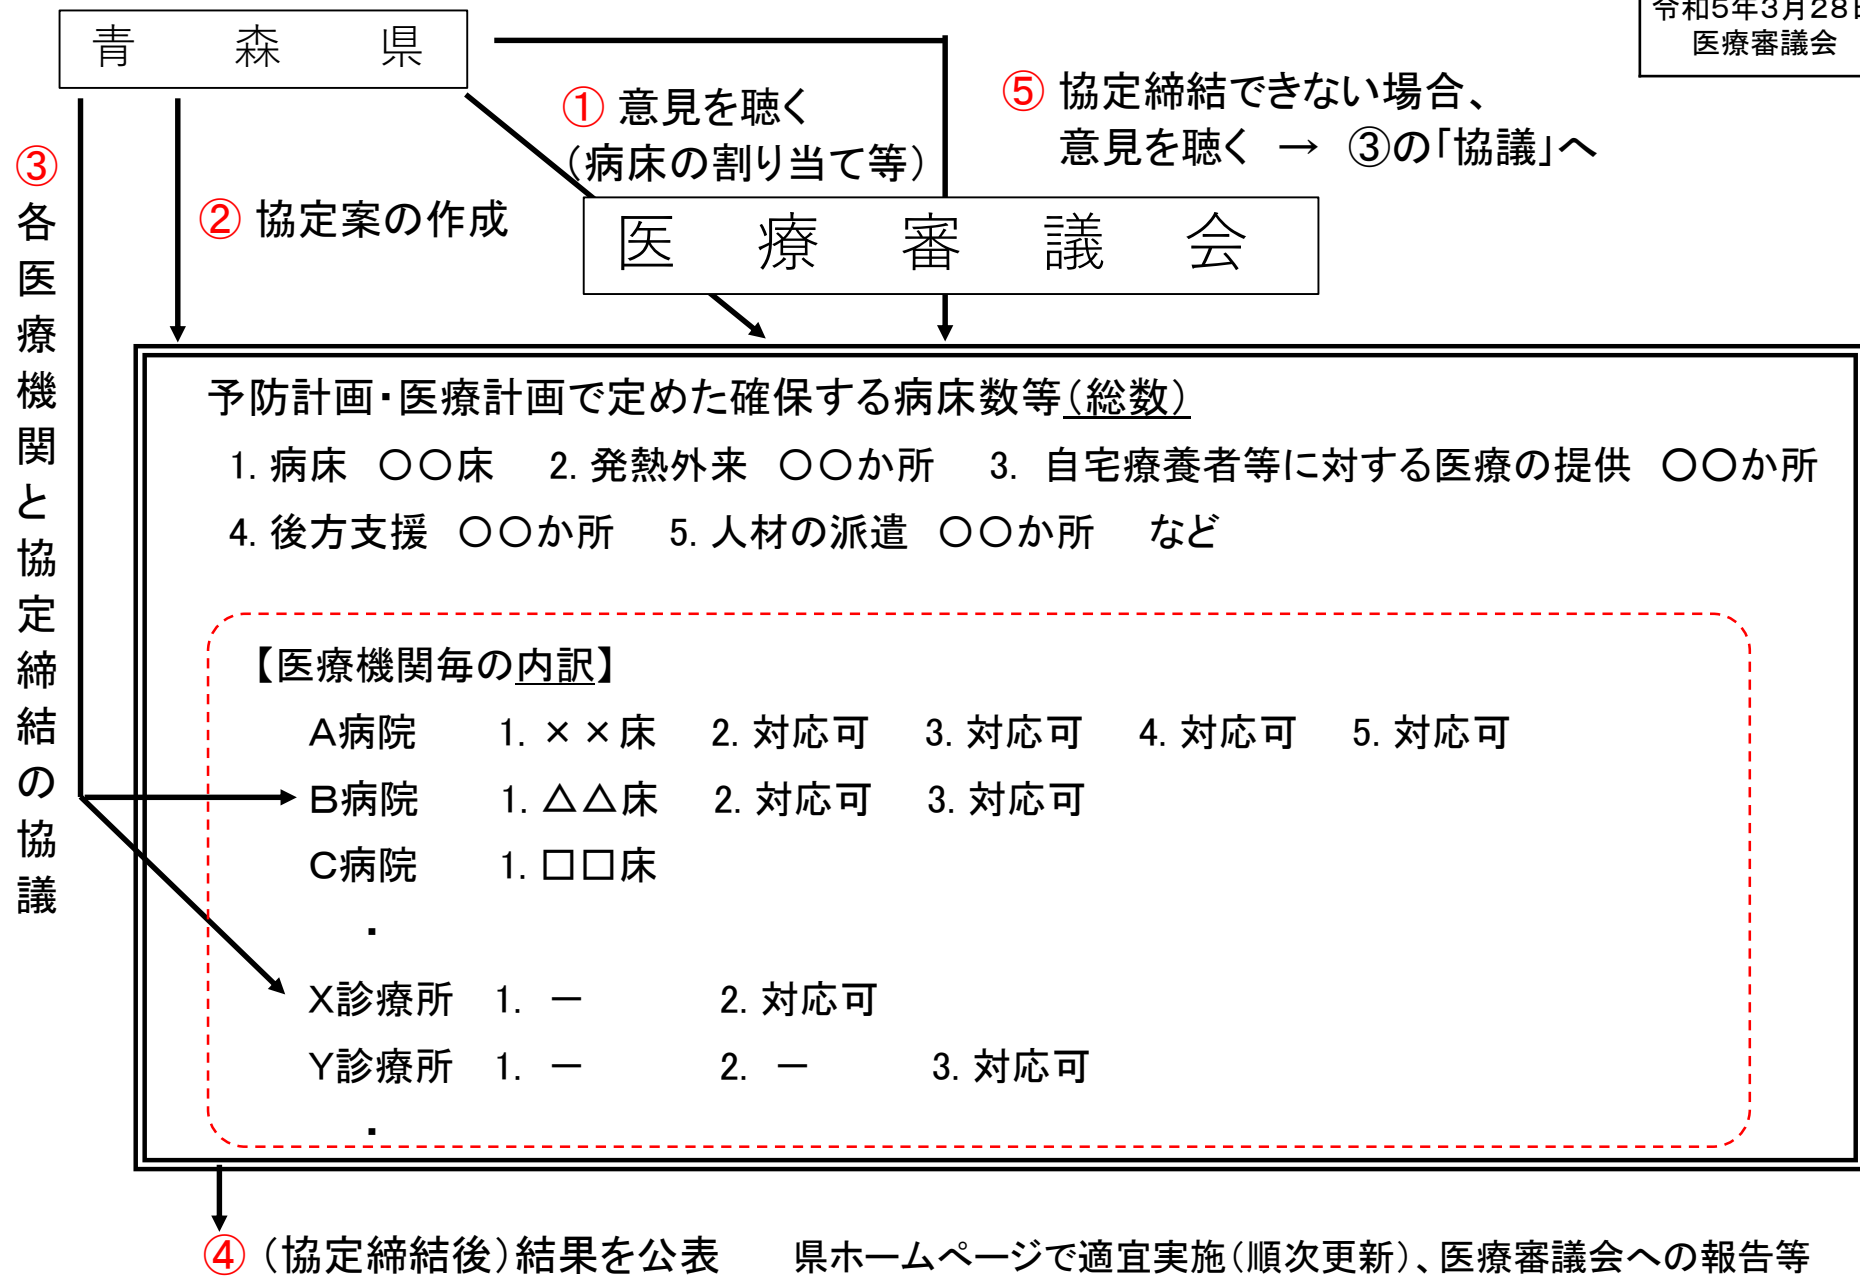 令和5年3月28日
医療審議会
青　森　県
① 意見を聴く
（病床の割り当て等）
⑤ 協定締結できない場合、
意見を聴く → ③の「協議」へ
② 協定案の作成
医　療　審　議　会
③各医療機関と協定締結の協議
予防計画・医療計画で定めた確保する病床数等（総数）
1. 病床 〇〇床 2. 発熱外来 〇〇か所 3. 自宅療養者等に対する医療の提供 〇〇か所
4. 後方支援 〇〇か所 5. 人材の派遣 〇〇か所 など
【医療機関毎の内訳】
A病院 1. ××床 2. 対応可 3. 対応可 4. 対応可 5. 対応可
B病院 1. △△床 2. 対応可 3. 対応可
C病院 1. □□床
・
X診療所 1. － 2. 対応可
Y診療所 1. － 2. － 3. 対応可
・
④（協定締結後）結果を公表 県ホームページで適宜実施（順次更新）、医療審議会への報告等